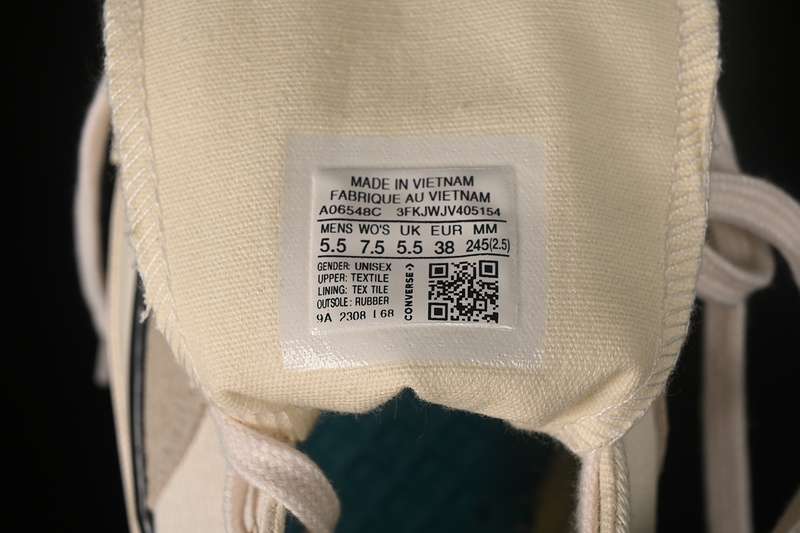 MADE IN VIETNAM
FABRIQUE AU VIETNAM
A06548C 3FKJWJV405154
MENS WO'S UK EUR MM
5.5 7.5 5.5 38 245(2.5)
GENDER: UNISEX
UPPER: TEXTILE
LINING: TEX TILE
OUTSOLE: RUBBER
9A 2308 L68
CONVERSE